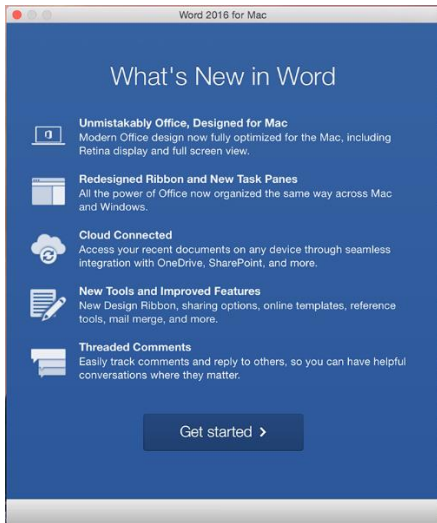 Word 2016 for Mac
What's New in Word
Unmistakably Office, Designed for Mac
Modern Office design now fully optimized for the Mac, including
Retina display and full screen view.
Redesigned Ribbon and New Task Panes
All the power of Office now organized the same way across Mac
and Windows.
Cloud Connected
Access your recent documents on any device through seamless
integration with OneDrive, SharePoint, and more.
New Tools and Improved Features
New Design Ribbon, sharing options, online templates, reference
tools, mail merge, and more.
Threaded Comments
Easily track comments and reply to others, so you can have helpful
conversations where they matter.
Get started >